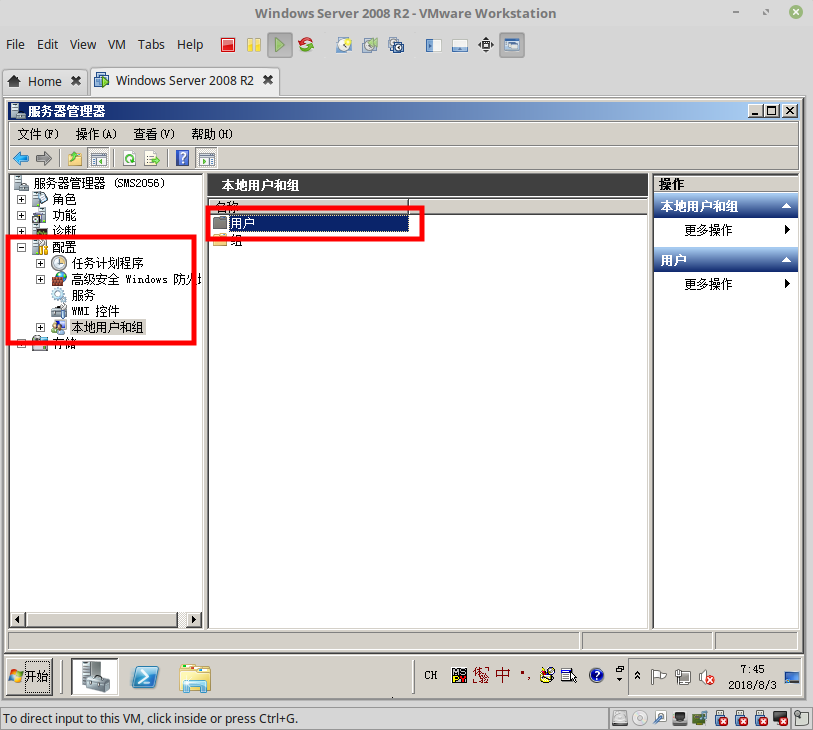 Windows Server 2008 R2 - VMware Workstation
File Edit View VM Tabs Help
Home Windows Server 2008 R2
服务器管理器
文件(F) 操作(A) 查看(V) 帮助(H)
服务器管理器 (SMS2056)
角色
功能
诊断
配置
任务计划程序
高级安全 Windows 防火
服务
WMI 控件
本地用户和组
存储
本地用户和组
名称
用户
组
操作
本地用户和组
更多操作
用户
更多操作
开始
CH
中
7:45
2018/8/3
To direct input to this VM, click inside or press Ctrl+G.